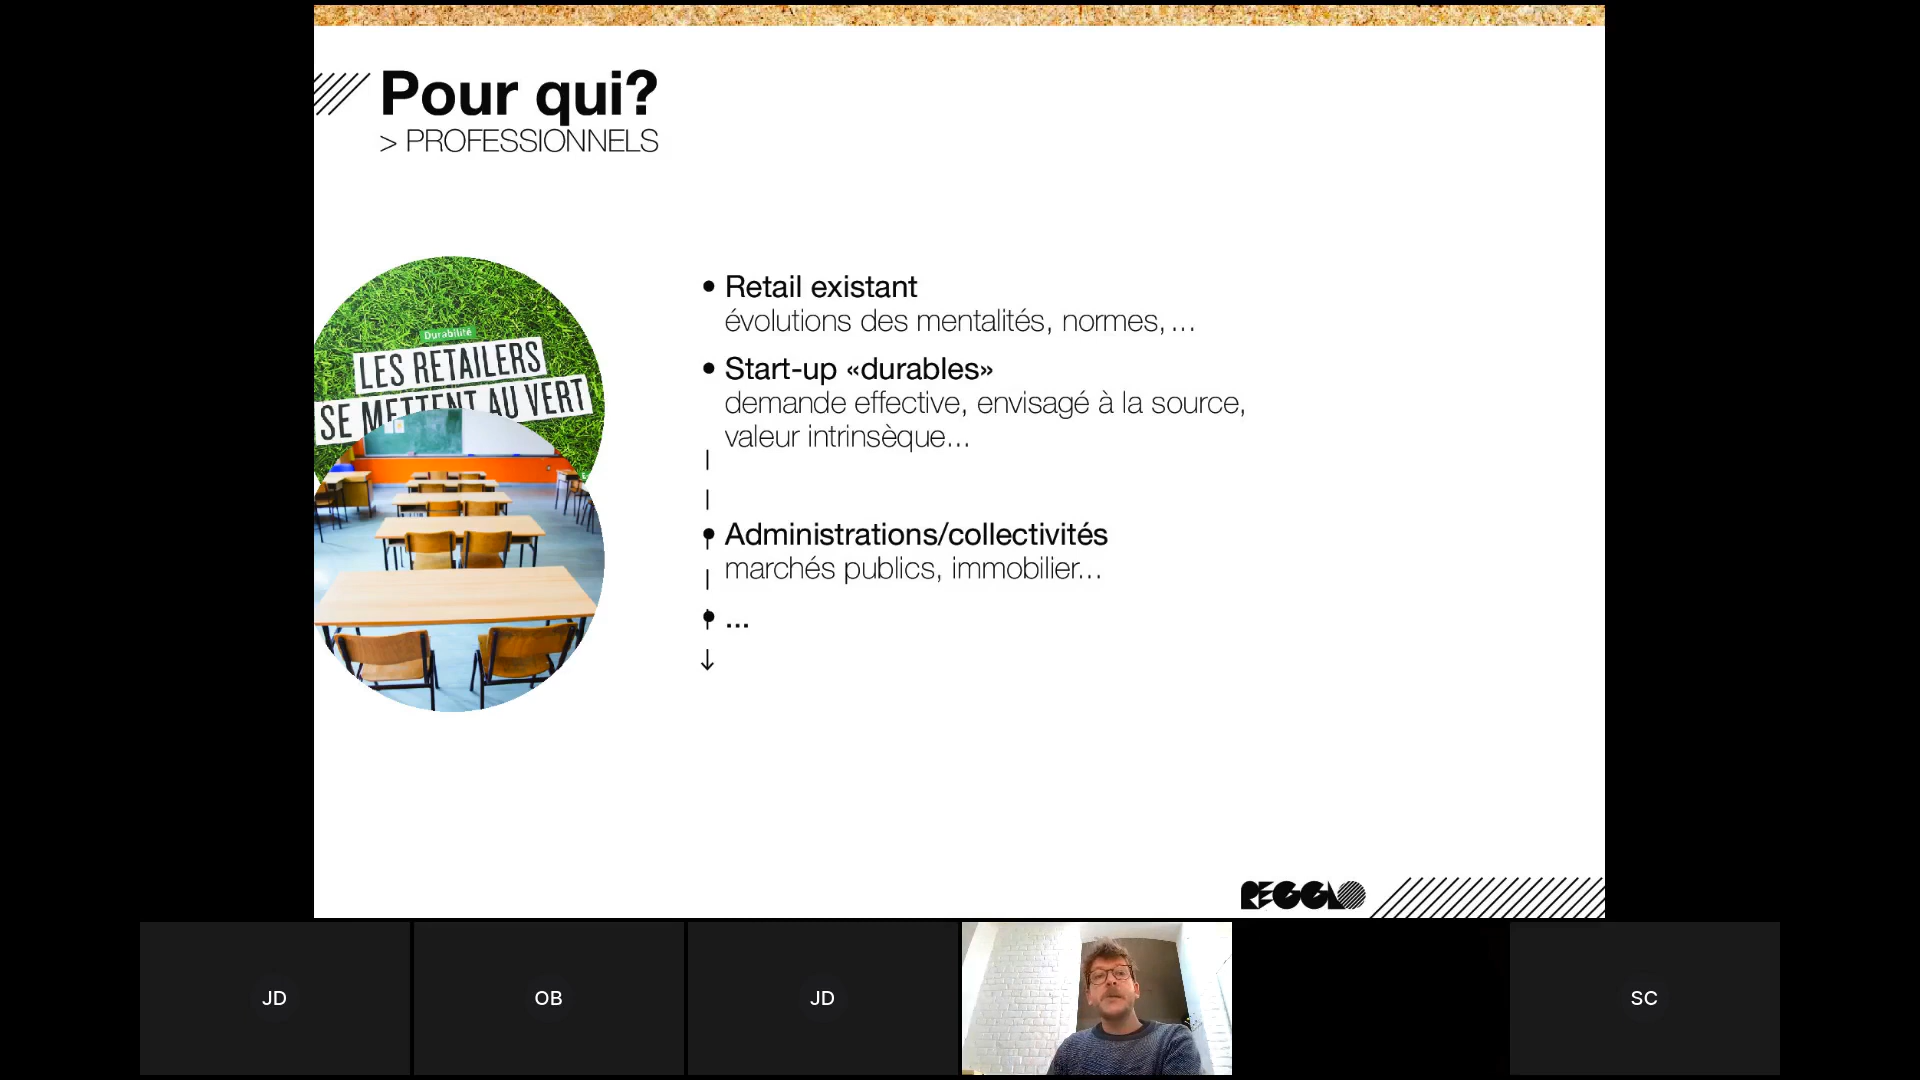 Pour qui?
> PROFESSIONNELS
Durabilité
LES RETAILERS
SE METTENT AU VERT
• Retail existant
évolutions des mentalités, normes, ...
• Start-up «durables»
demande effective, envisagé à la source,
valeur intrinsèque...
• Administrations/collectivités
marchés publics, immobilier...
• ...
REGGLO
JD
OB
JD
SC